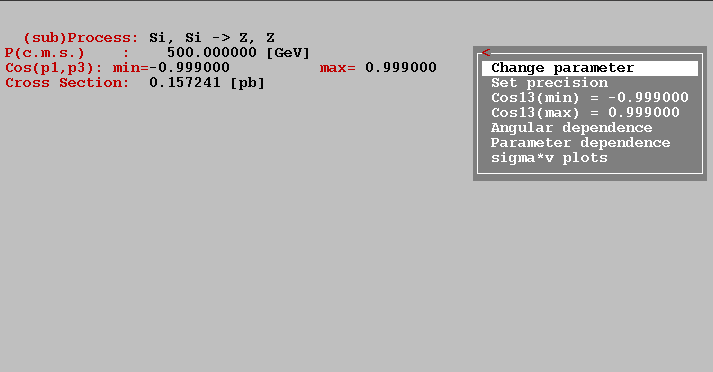 (sub)Process: Si, Si -> Z, Z
P(c.m.s.) : 500.000000 [GeV]
Cos(p1,p3): min=-0.999000 max= 0.999000
Cross Section: 0.157241 [pb]
<
Change parameter
Set precision
Cos13(min) = -0.999000
Cos13(max) = 0.999000
Angular dependence
Parameter dependence
sigma*v plots